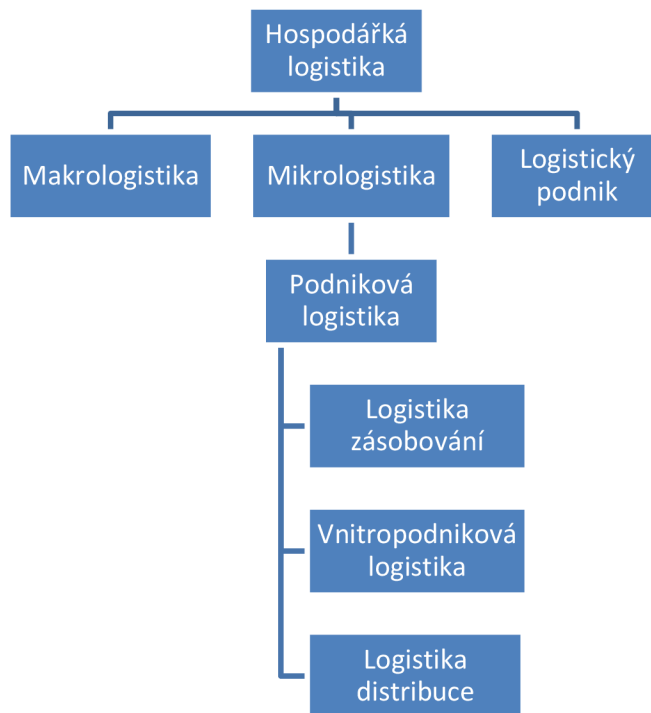 Hospodářká
logistika
Makrologistika
Mikrologistika
Logistický
podnik
Podniková
logistika
Logistika
zásobování
Vnitropodniková
logistika
Logistika
distribuce